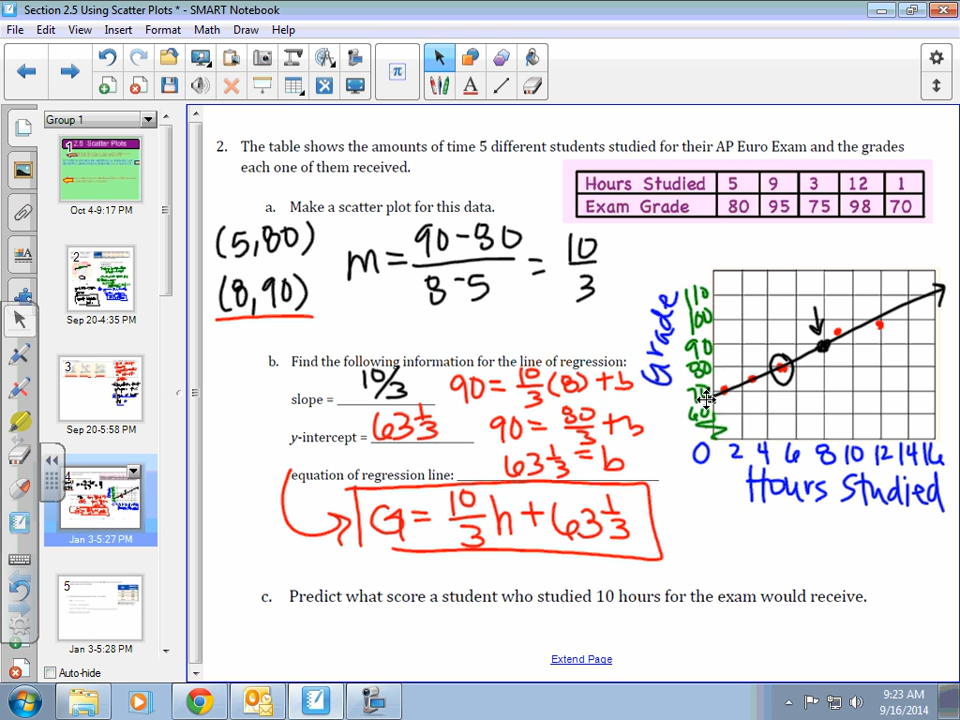 Section 2.5 Using Scatter Plots * - SMART Notebook
File Edit View Insert Format Math Draw Help
π
Group 1
1
2.5 Scatter Plots
Oct 4-9:17 PM
2
Sep 20-4:35 PM
3
Sep 20-5:58 PM
4
Jan 3-5:27 PM
5
Jan 3-5:28 PM
Auto-hide
2. The table shows the amounts of time 5 different students studied for their AP Euro Exam and the grades
each one of them received.
Hours Studied 5 9 3 12 1
Exam Grade 80 95 75 98 70
a. Make a scatter plot for this data.
(5,80)
(8,90)
m = 90-80 / 8-5 = 10/3
b. Find the following information for the line of regression:
slope = 10/3
90 = 10/3 (8) + b
y-intercept = 63 1/3
90 = 80/3 + b
63 1/3 = b
equation of regression line:
G = 10/3 h + 63 1/3
Grade
110
100
90
80
60
0 2 4 6 8 10 12 14 16
Hours Studied
c. Predict what score a student who studied 10 hours for the exam would receive.
Extend Page
9:23 AM
9/16/2014